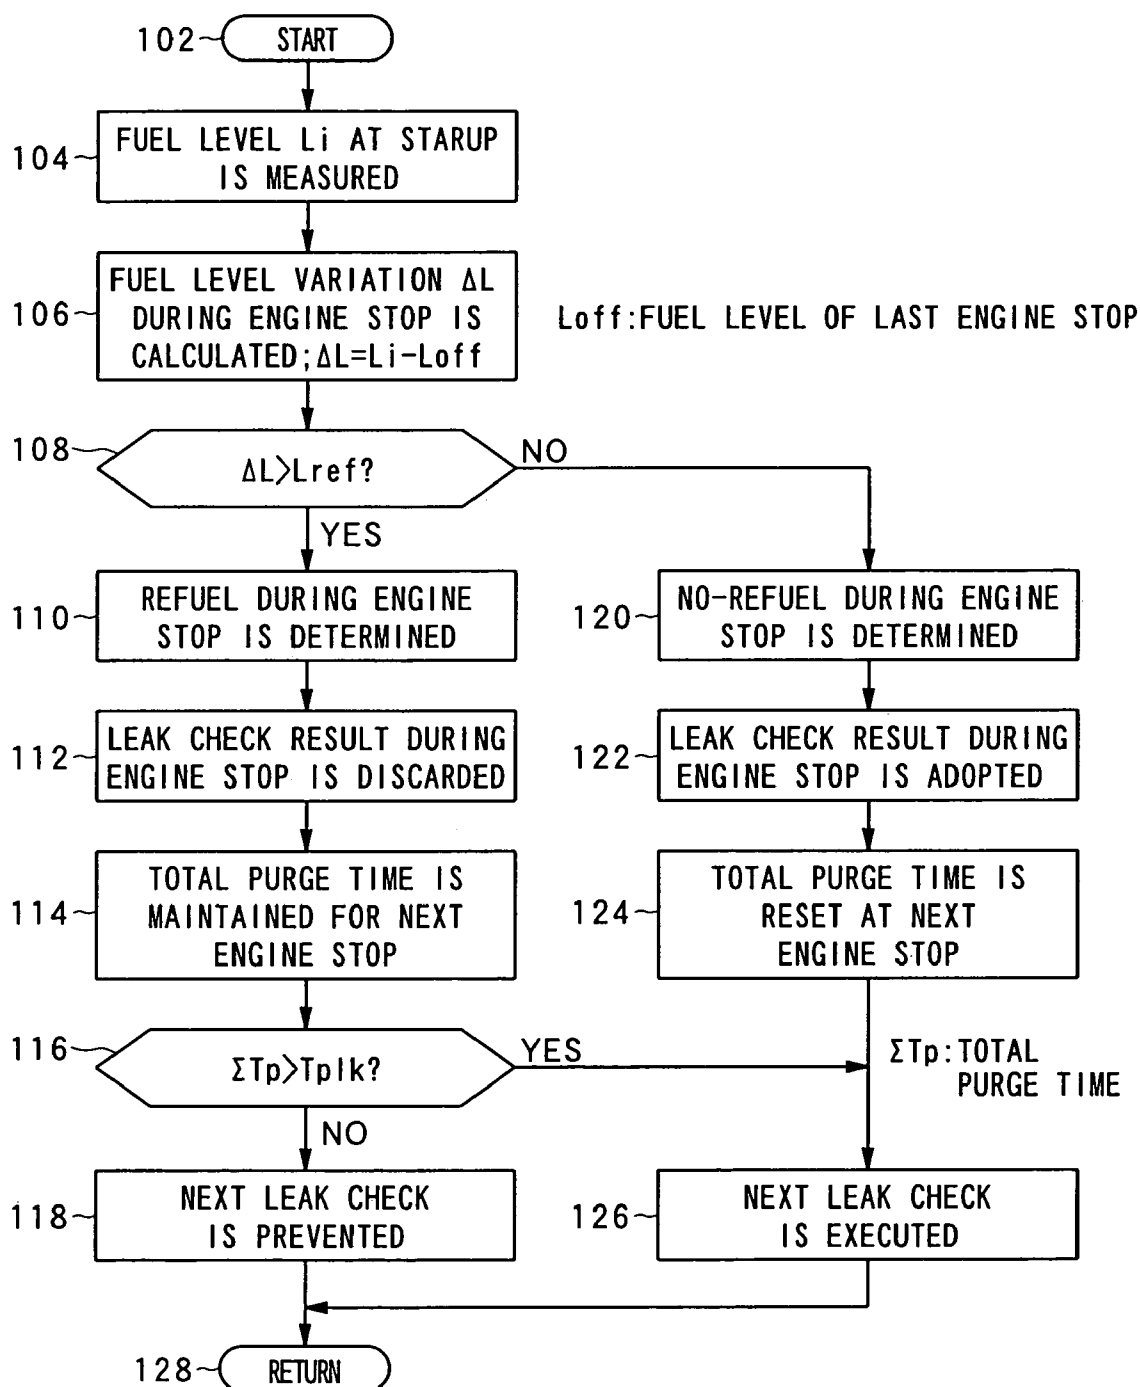 102
START
104
FUEL LEVEL Li AT STARUP
IS MEASURED
106
FUEL LEVEL VARIATION ΔL
DURING ENGINE STOP IS
CALCULATED;ΔL=Li-Loff
Loff:FUEL LEVEL OF LAST ENGINE STOP
108
ΔL>Lref?
NO
YES
110
REFUEL DURING ENGINE
STOP IS DETERMINED
120
NO-REFUEL DURING ENGINE
STOP IS DETERMINED
112
LEAK CHECK RESULT DURING
ENGINE STOP IS DISCARDED
122
LEAK CHECK RESULT DURING
ENGINE STOP IS ADOPTED
114
TOTAL PURGE TIME IS
MAINTAINED FOR NEXT
ENGINE STOP
124
TOTAL PURGE TIME IS
RESET AT NEXT
ENGINE STOP
116
ΣTp>Tplk?
YES
ΣTp:TOTAL
PURGE TIME
NO
118
NEXT LEAK CHECK
IS PREVENTED
126
NEXT LEAK CHECK
IS EXECUTED
128
RETURN